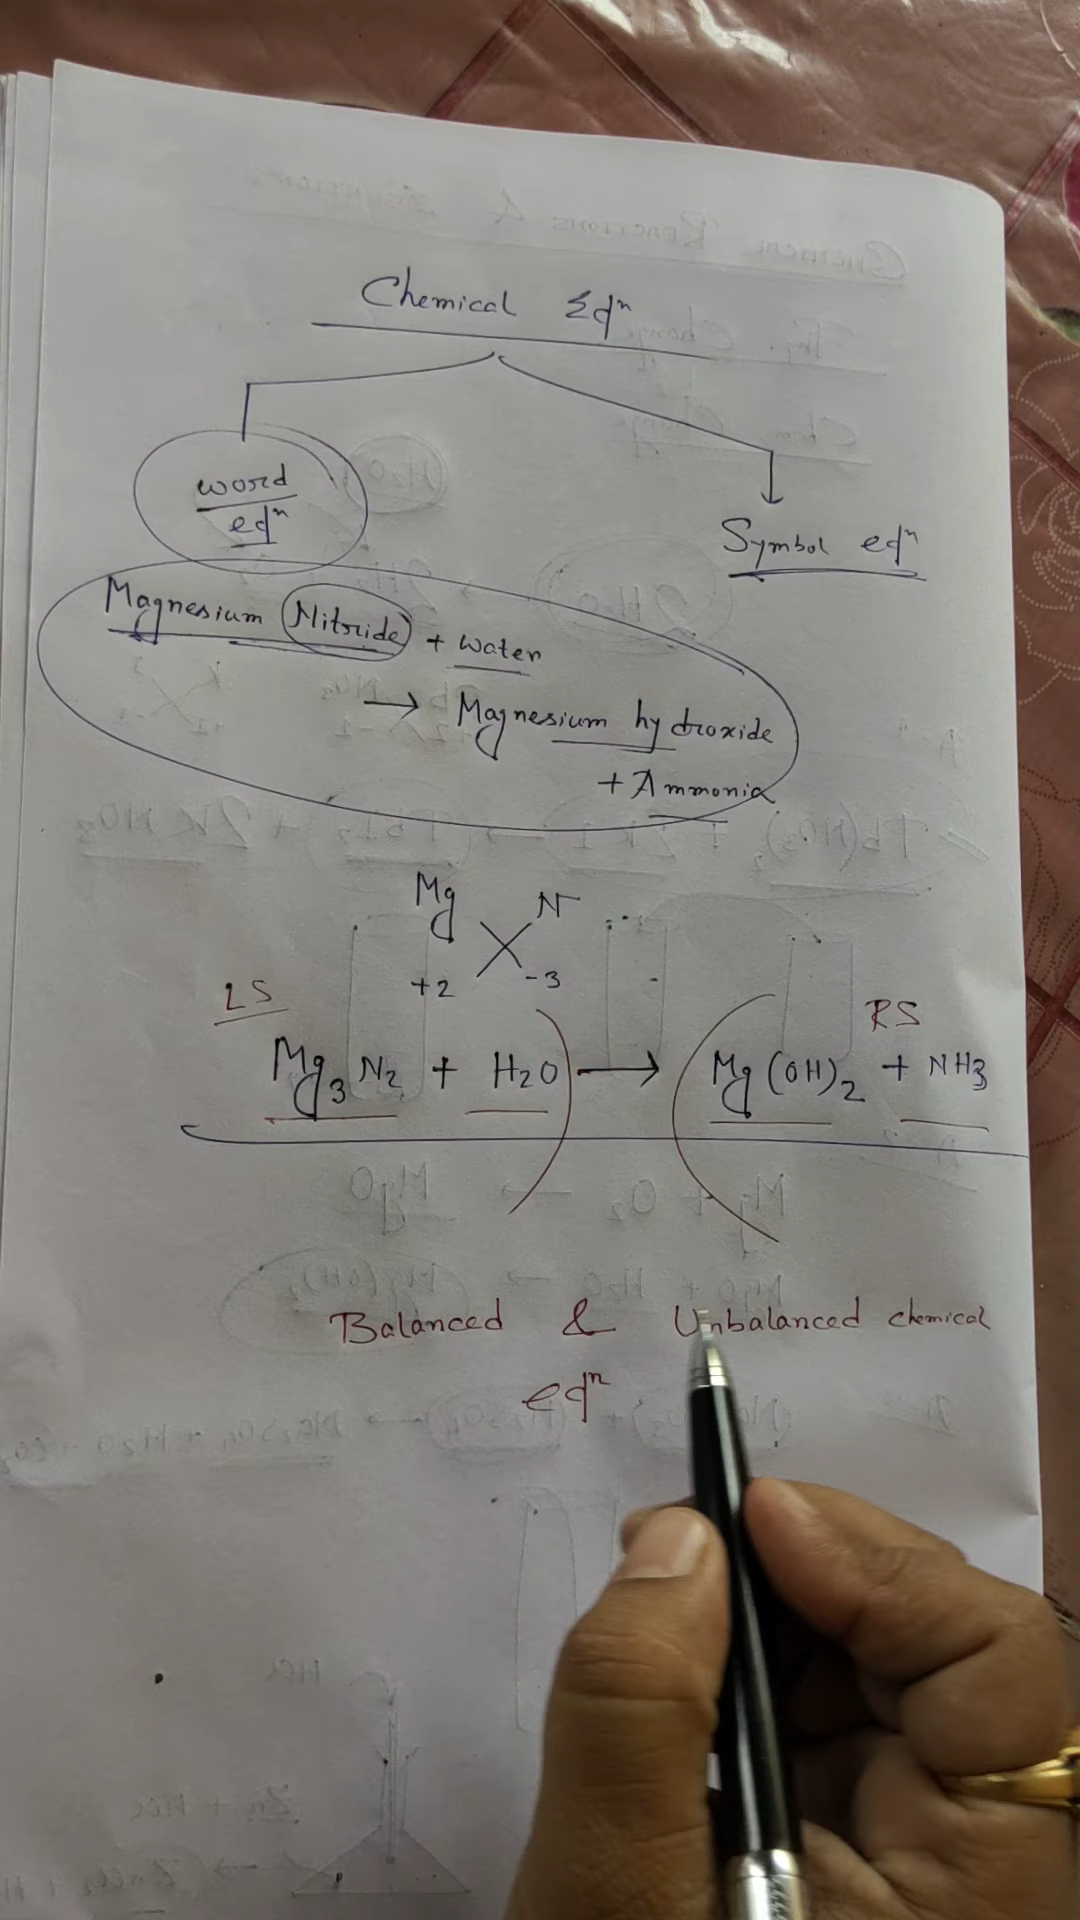 Chemical Eqⁿ
word
eqⁿ
Symbol eqⁿ
Magnesium Nitride + water
→ Magnesium hydroxide
+ Ammonia
Mg N
+2 -3
LS RS
Mg₃N₂ + H₂O → Mg(OH)₂ + NH₃
Balanced & Unbalanced chemical
eqⁿ